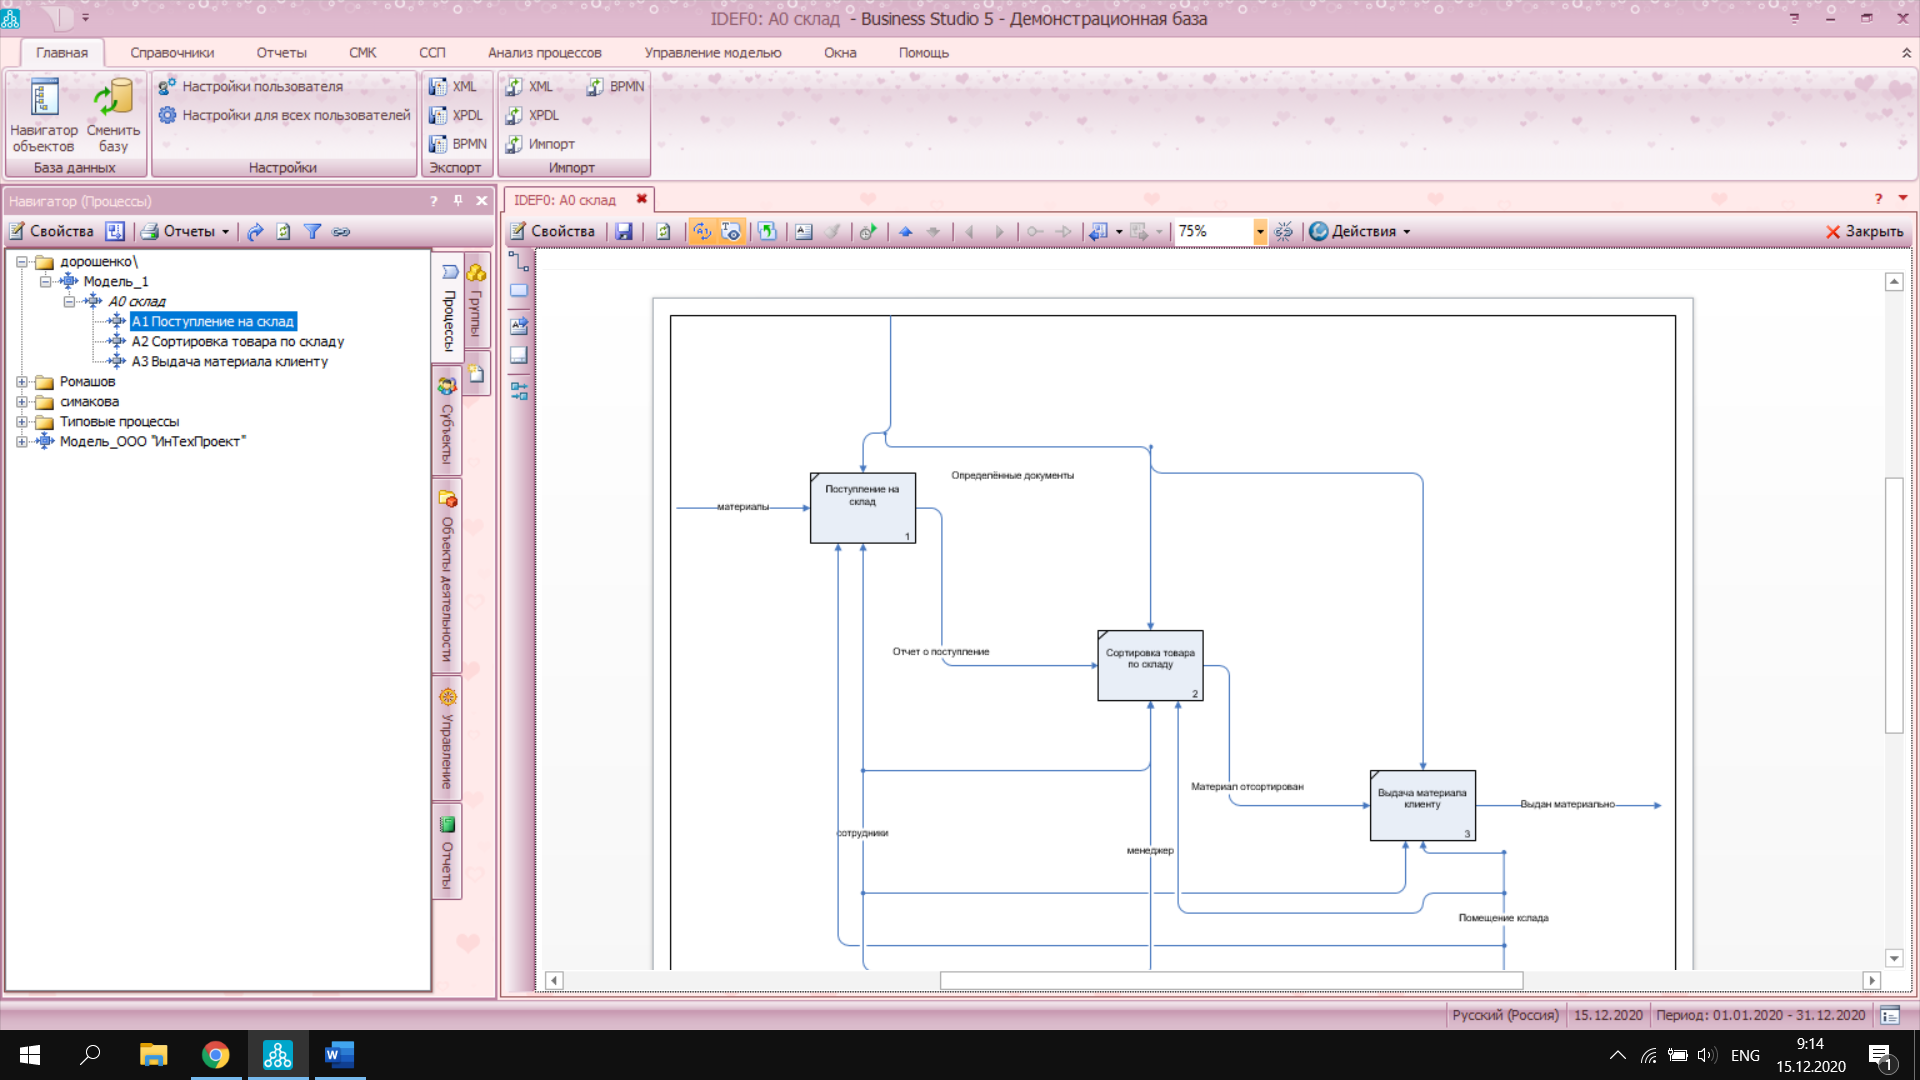 IDEF0: A0 склад - Business Studio 5 - Демонстрационная база
Главная Справочники Отчеты СМК ССП Анализ процессов Управление моделью Окна Помощь
Навигатор объектов
Сменить базу
База данных
Настройки пользователя
Настройки для всех пользователей
Настройки
XML
XPDL
BPMN
Экспорт
XML BPMN
XPDL
Импорт
Импорт
Навигатор (Процессы)
Свойства Отчеты
дорошенко\
Модель_1
A0 склад
A1 Поступление на склад
A2 Сортировка товара по складу
A3 Выдача материала клиенту
Ромашов
симакова
Типовые процессы
Модель_ООО "ИнТехПроект"
Процессы
Группы
Субъекты
Объекты деятельности
Управление
Отчеты
IDEF0: A0 склад
Свойства 75% Действия Закрыть
Определённые документы
материалы
Поступление на
склад
1
Отчет о поступление
Сортировка товара
по складу
2
Материал отсортирован
Выдача материала
клиенту
3
Выдан материально
сотрудники
менеджер
Помещение кслада
Русский (Россия) 15.12.2020 Период: 01.01.2020 - 31.12.2020
ENG
9:14
15.12.2020
1